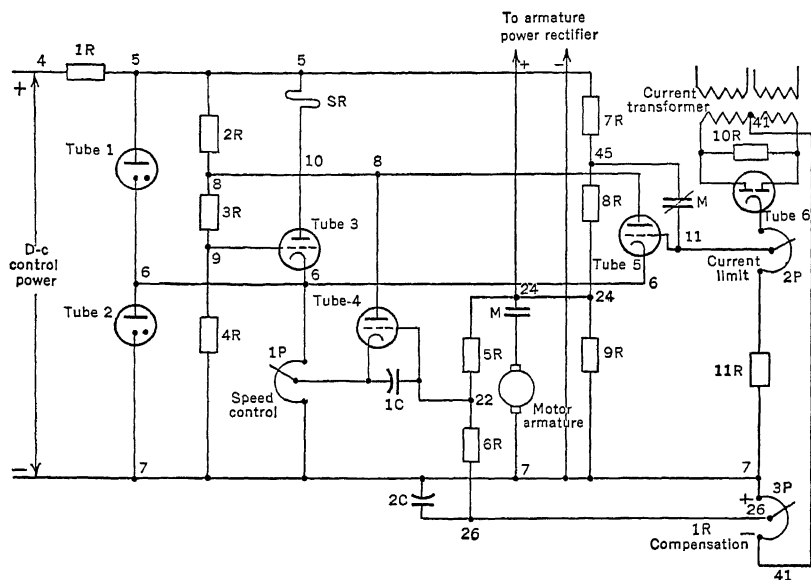 To armature
power rectifier
4
1R
5
5
+
-
+
Current
transformer
41
SR
7R
10R
2R
45
Tube 1
10
8
8
M
8R
Tube 6
3R
Tube 3
11
9
Tube 5
Current
limit
2P
D-c
control
power
6
6
6
Tube 2
Tube-4
24
24
M
4R
1P
5R
9R
11R
Speed
control
1C
22
Motor
armature
6R
-
7
7
7
2C
+
3P
26
26
-
1R
Compensation
41